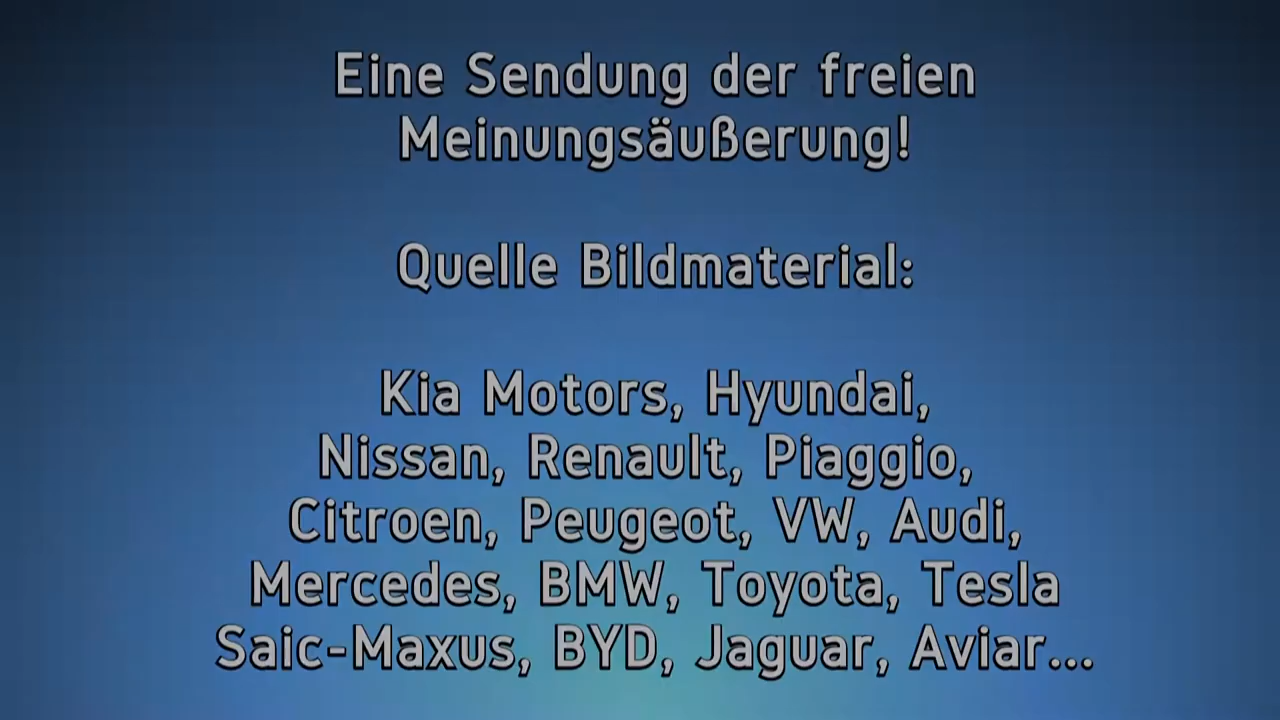 Eine Sendung der freien
Meinungsäußerung!
Quelle Bildmaterial:
Kia Motors, Hyundai,
Nissan, Renault, Piaggio,
Citroen, Peugeot, VW, Audi,
Mercedes, BMW, Toyota, Tesla
Saic-Maxus, BYD, Jaguar, Aviar...